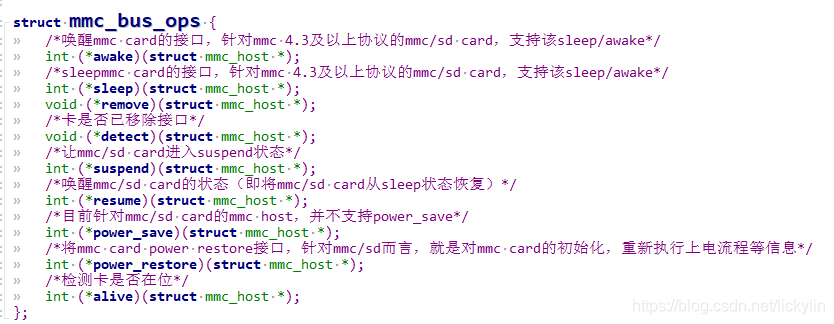 struct mmc_bus_ops {
/*唤醒mmc card的接口，针对mmc 4.3及以上协议的mmc/sd card，支持该sleep/awake*/
int (*awake)(struct mmc_host *);
/*sleepmmc card的接口，针对mmc 4.3及以上协议的mmc/sd card，支持该sleep/awake*/
int (*sleep)(struct mmc_host *);
void (*remove)(struct mmc_host *);
/*卡是否已移除接口*/
void (*detect)(struct mmc_host *);
/*让mmc/sd card进入suspend状态*/
int (*suspend)(struct mmc_host *);
/*唤醒mmc/sd card的状态（即将mmc/sd card从sleep状态恢复）*/
int (*resume)(struct mmc_host *);
/*目前针对mmc/sd card的mmc host，并不支持power_save*/
int (*power_save)(struct mmc_host *);
/*将mmc card power restore接口，针对mmc/sd而言，就是对mmc card的初始化，重新执行上电流程等信息*/
int (*power_restore)(struct mmc_host *);
/*检测卡是否在位*/
int (*alive)(struct mmc_host *);
};
https://blog.csdn.net/lickylin